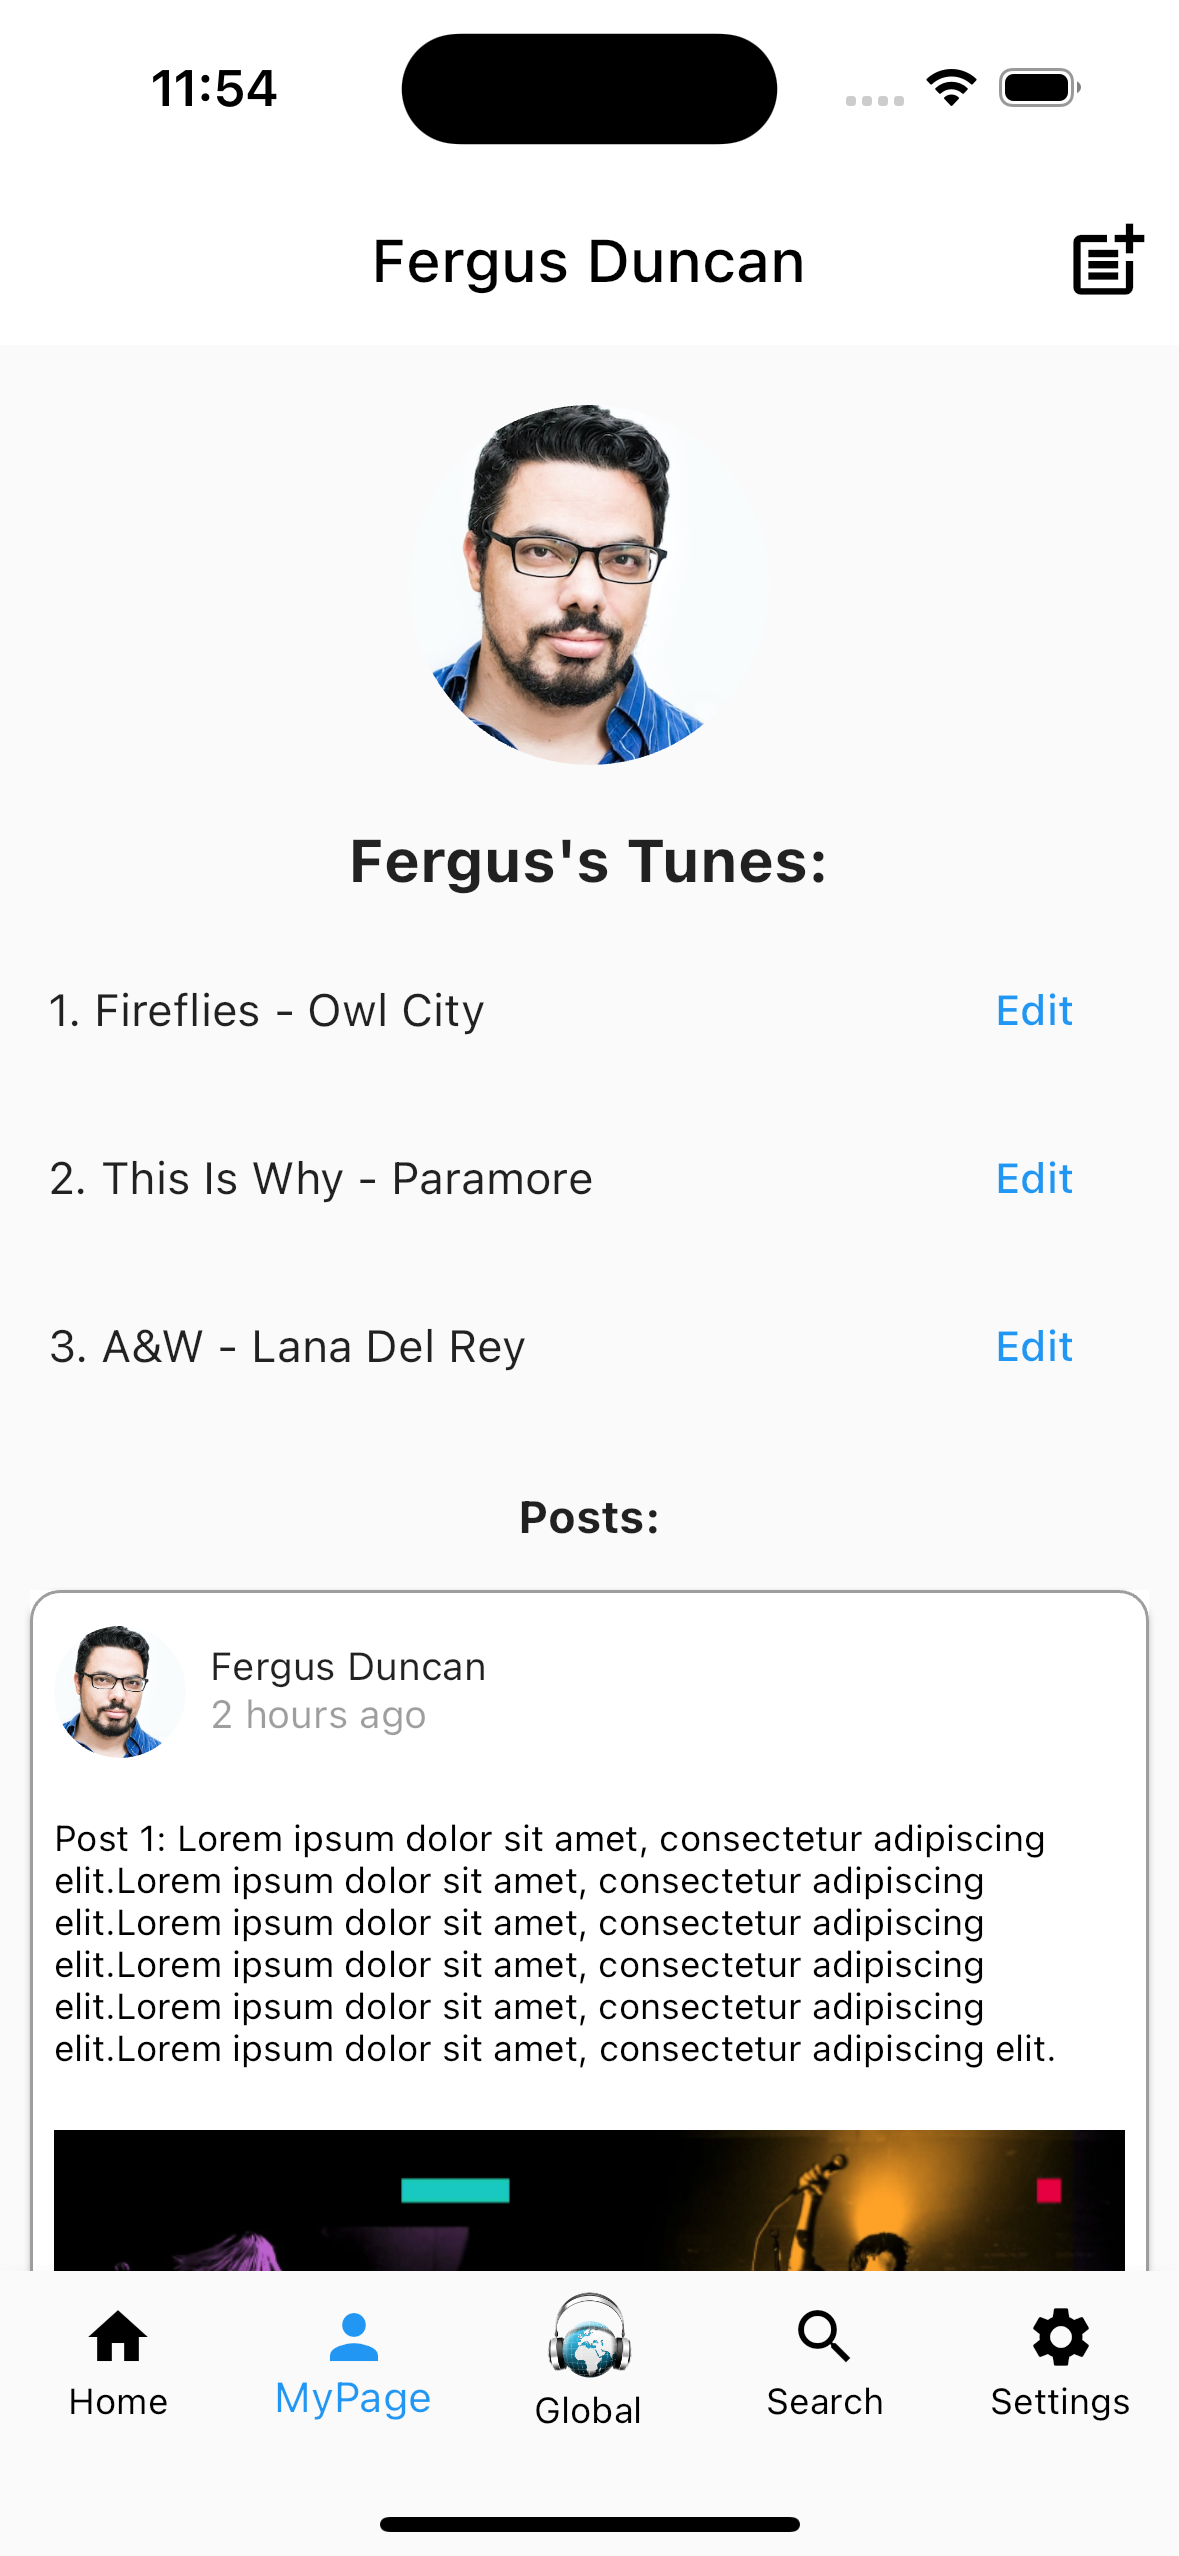 11:54
Fergus Duncan
Fergus's Tunes:
1. Fireflies - Owl City
Edit
2. This Is Why - Paramore
Edit
3. A&W - Lana Del Rey
Edit
Posts:
Fergus Duncan
2 hours ago
Post 1: Lorem ipsum dolor sit amet, consectetur adipiscing
elit.Lorem ipsum dolor sit amet, consectetur adipiscing
elit.Lorem ipsum dolor sit amet, consectetur adipiscing
elit.Lorem ipsum dolor sit amet, consectetur adipiscing
elit.Lorem ipsum dolor sit amet, consectetur adipiscing
elit.Lorem ipsum dolor sit amet, consectetur adipiscing elit.
Home
MyPage
Global
Search
Settings